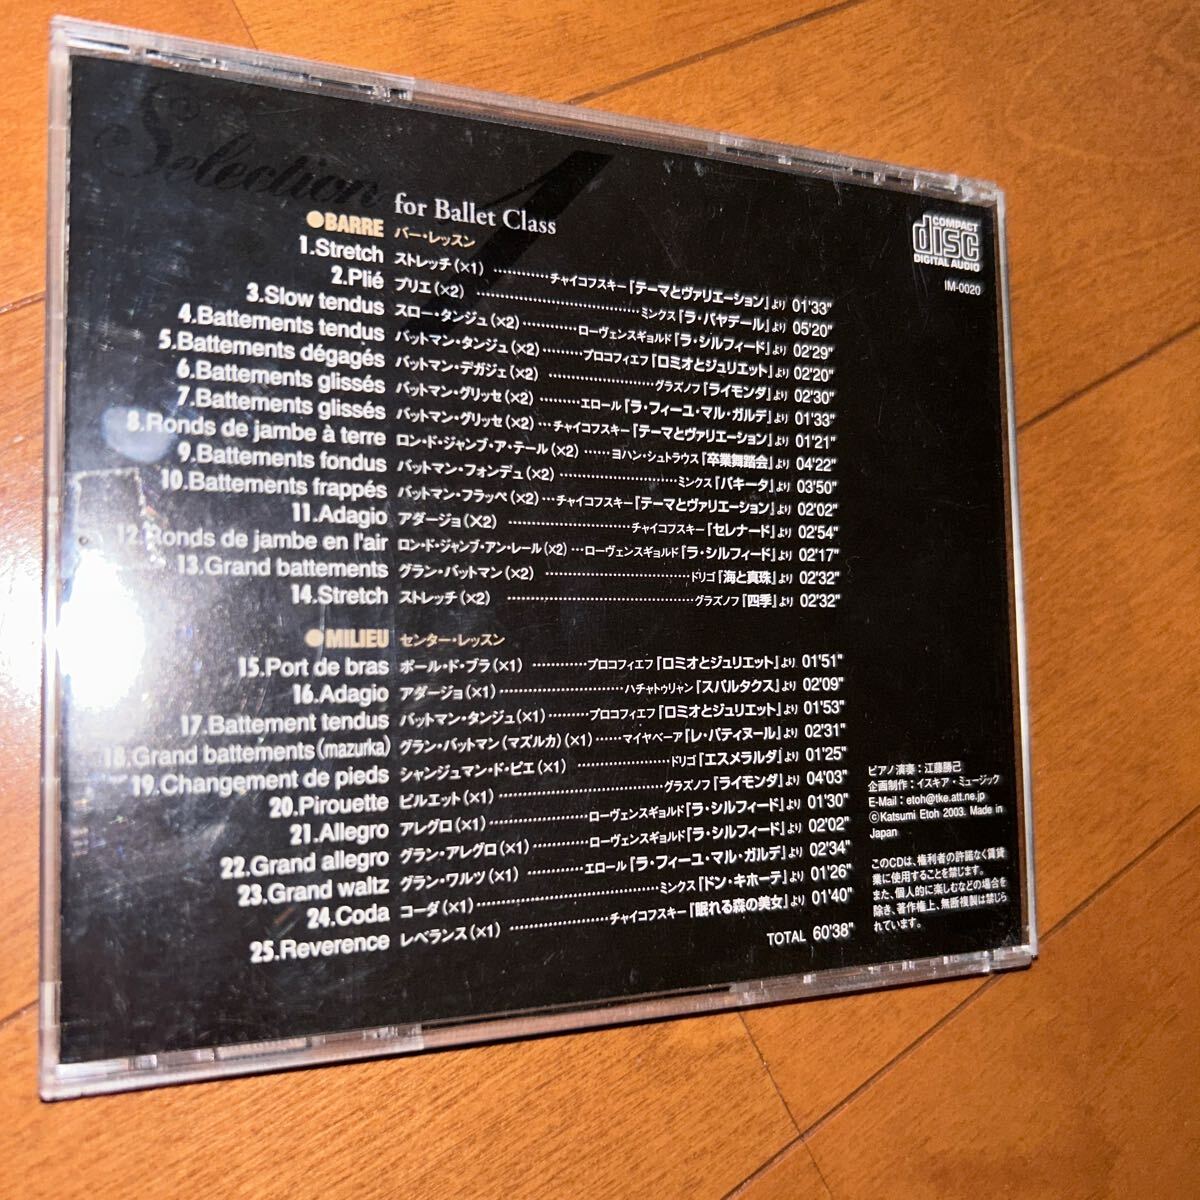 Selection 1
for Ballet Class
●BARRE バー・レッスン
1.Stretch ストレッチ(×1) ………… チャイコフスキー『テーマとヴァリエーション』より 01'33"
2.Plié プリエ(×2) ………… ミンクス『ラ・バヤデール』より 05'20"
3.Slow tendus スロー・タンジュ(×2) ………… ローヴェンスギョルド『ラ・シルフィード』より 02'29"
4.Battements tendus バットマン・タンジュ(×2) ………… プロコフィエフ『ロミオとジュリエット』より 02'20"
5.Battements dégagés バットマン・デガジェ(×2) ………… グラズノフ『ライモンダ』より 02'30"
6.Battements glissés バットマン・グリッセ(×2) ………… エロール『ラ・フィーユ・マル・ガルデ』より 01'33"
7.Battements glissés バットマン・グリッセ(×2) … チャイコフスキー『テーマとヴァリエーション』より 01'21"
8.Ronds de jambe à terre ロン・ド・ジャンブ・ア・テール(×2) …… ヨハン・シュトラウス『卒業舞踏会』より 04'22"
9.Battements fondus バットマン・フォンデュ(×2) ………… ミンクス『パキータ』より 03'50"
10.Battements frappés バットマン・フラッペ(×2) … チャイコフスキー『テーマとヴァリエーション』より 02'02"
11.Adagio アダージョ(×2) ………… チャイコフスキー『セレナード』より 02'54"
12.Ronds de jambe en l'air ロン・ド・ジャンブ・アン・レール(×2) … ローヴェンスギョルド『ラ・シルフィード』より 02'17"
13.Grand battements グラン・バットマン(×2) ………… ドリゴ『海と真珠』より 02'32"
14.Stretch ストレッチ(×2) ………… グラズノフ『四季』より 02'32"
●MILIEU センター・レッスン
15.Port de bras ポール・ド・ブラ(×1) ………… プロコフィエフ『ロミオとジュリエット』より 01'51"
16.Adagio アダージョ(×1) ………… ハチャトゥリャン『スパルタクス』より 02'09"
17.Battement tendus バットマン・タンジュ(×1) ……… プロコフィエフ『ロミオとジュリエット』より 01'53"
18.Grand battements (mazurka) グラン・バットマン(マズルカ)(×1) …… マイヤベーア『レ・パティヌール』より 02'31"
19.Changement de pieds シャンジュマン・ド・ピエ(×1) ………… ドリゴ『エスメラルダ』より 01'25"
20.Pirouette ピルエット(×1) ………… グラズノフ『ライモンダ』より 04'03"
21.Allegro アレグロ(×1) ………… ローヴェンスギョルド『ラ・シルフィード』より 01'30"
22.Grand allegro グラン・アレグロ(×1) ………… ローヴェンスギョルド『ラ・シルフィード』より 02'02"
23.Grand waltz グラン・ワルツ(×1) ………… エロール『ラ・フィーユ・マル・ガルデ』より 02'34"
24.Coda コーダ(×1) ………… ミンクス『ドン・キホーテ』より 01'26"
25.Reverence レベランス(×1) ………… チャイコフスキー『眠れる森の美女』より 01'40"
TOTAL 60'38"
COMPACT
disc
DIGITAL AUDIO
IM-0020
ピアノ演奏：江藤勝己
企画制作：イスキア・ミュージック
E-Mail : etoh@tke.att.ne.jp
©Katsumi Etoh 2003. Made in
Japan
このCDは、権利者の許諾なく賃貸
業に使用することを禁じます。
また、個人的に楽しむなどの場合を
除き、著作権上、無断複製は禁じら
れています。